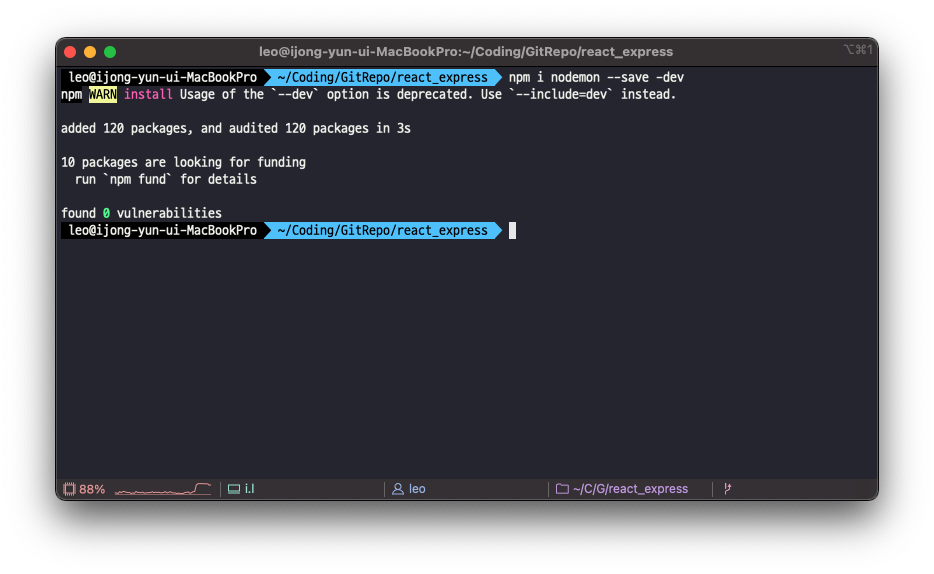 leo@ijong-yun-ui-MacBookPro:~/Coding/GitRepo/react_express
⌥⌘1
leo@ijong-yun-ui-MacBookPro ~/Coding/GitRepo/react_express npm i nodemon --save -dev
npm WARN install Usage of the `--dev` option is deprecated. Use `--include=dev` instead.
added 120 packages, and audited 120 packages in 3s
10 packages are looking for funding
run `npm fund` for details
found 0 vulnerabilities
leo@ijong-yun-ui-MacBookPro ~/Coding/GitRepo/react_express
88% i.l leo ~/C/G/react_express